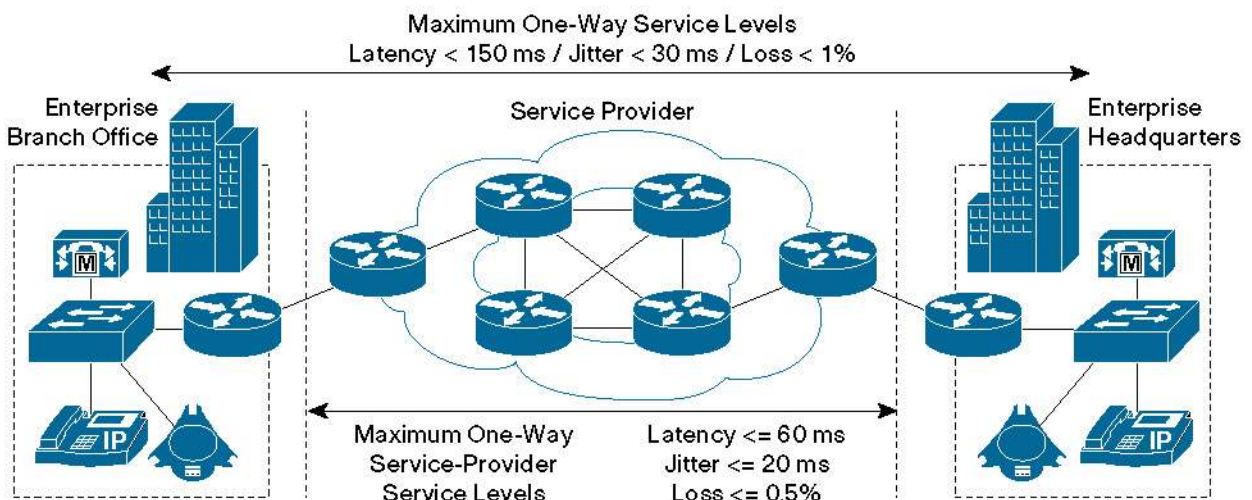 Maximum One-Way Service Levels
Latency < 150 ms / Jitter < 30 ms / Loss < 1%
Enterprise
Branch Office
Service Provider
Enterprise
Headquarters
M
M
IP
IP
Maximum One-Way
Service-Provider
Service Levels
Latency <= 60 ms
Jitter <= 20 ms
Loss <= 0.5%